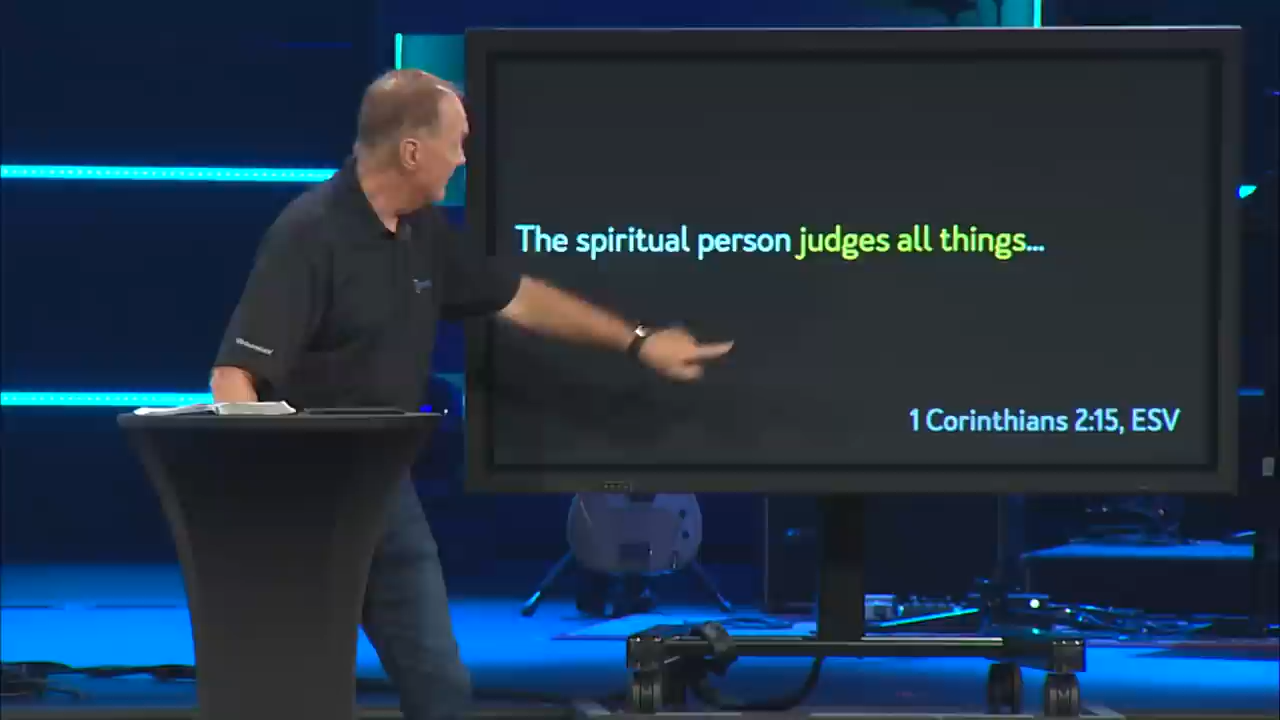 The spiritual person judges all things...
1 Corinthians 2:15, ESV